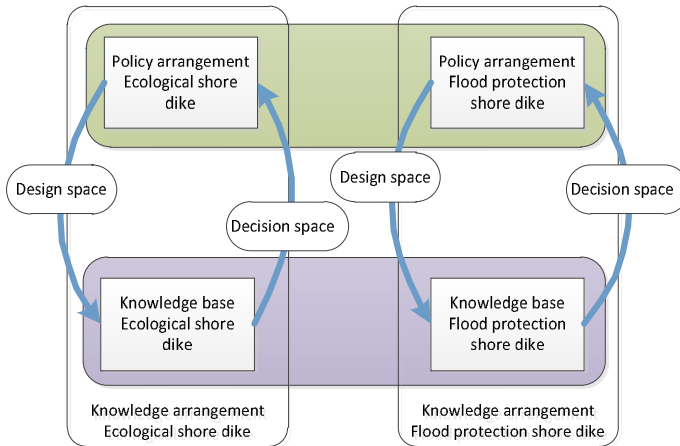 Policy arrangement
Ecological shore
dike
Policy arrangement
Flood protection
shore dike
Design space
Decision space
Design space
Decision space
Knowledge base
Ecological shore
dike
Knowledge base
Flood protection
shore dike
Knowledge arrangement
Ecological shore dike
Knowledge arrangement
Flood protection shore dike